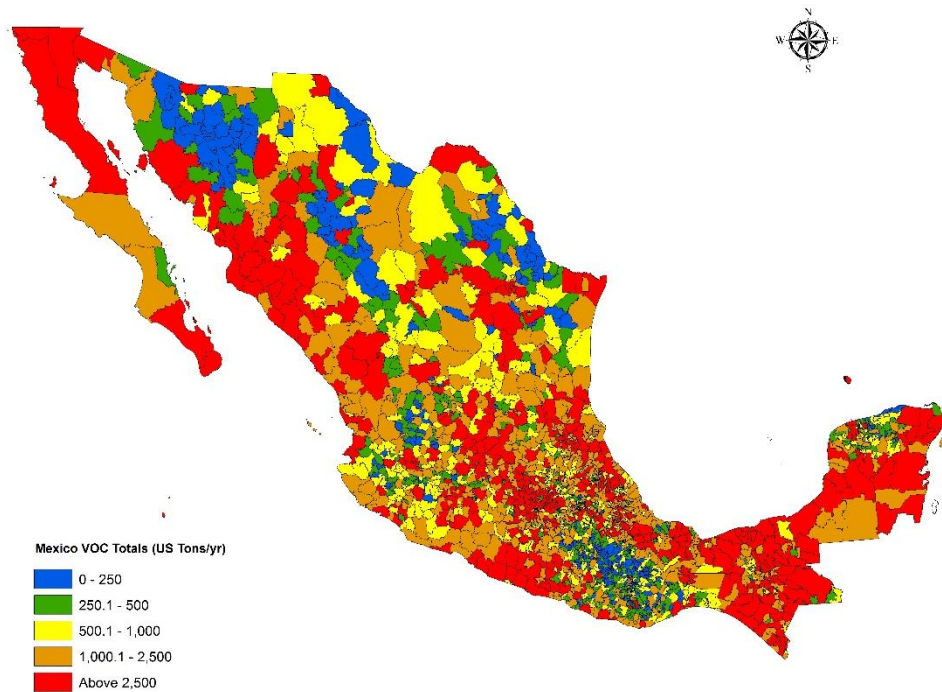 N
W E
S
Mexico VOC Totals (US Tons/yr)
0 - 250
250.1 - 500
500.1 - 1,000
1,000.1 - 2,500
Above 2,500